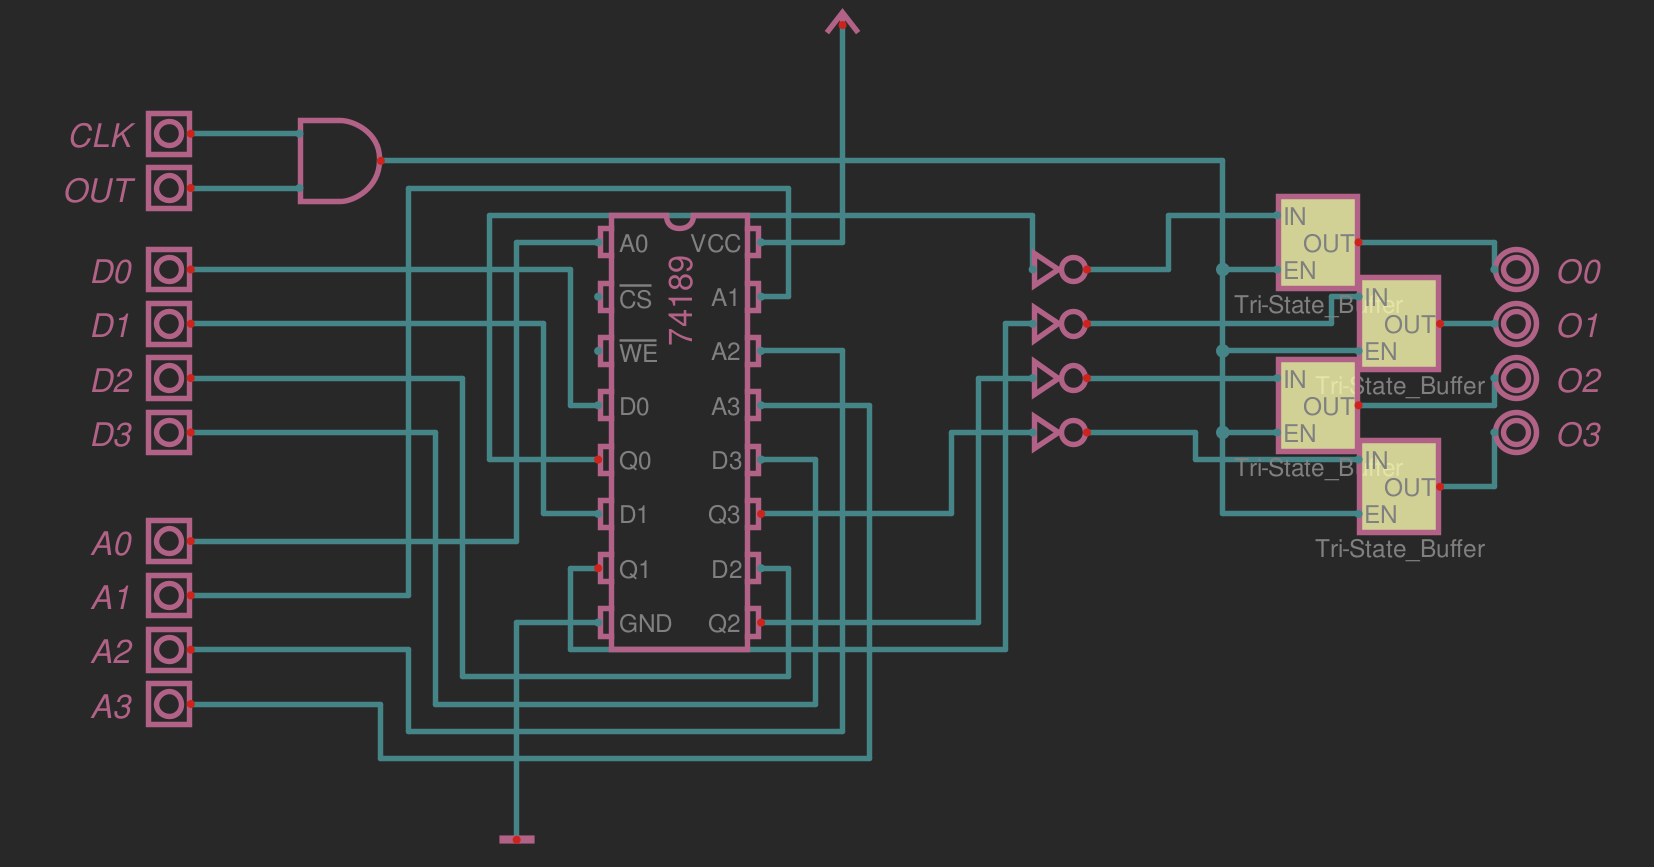 CLK
OUT
D0
D1
D2
D3
A0
A1
A2
A3
A0
CS
WE
D0
Q0
D1
Q1
GND
74189
VCC
A1
A2
A3
D3
Q3
D2
Q2
IN
OUT
EN
Tri-State_Buffer
IN
OUT
EN
Tri-State_Buffer
IN
OUT
EN
Tri-State_Buffer
IN
OUT
EN
Tri-State_Buffer
O0
O1
O2
O3